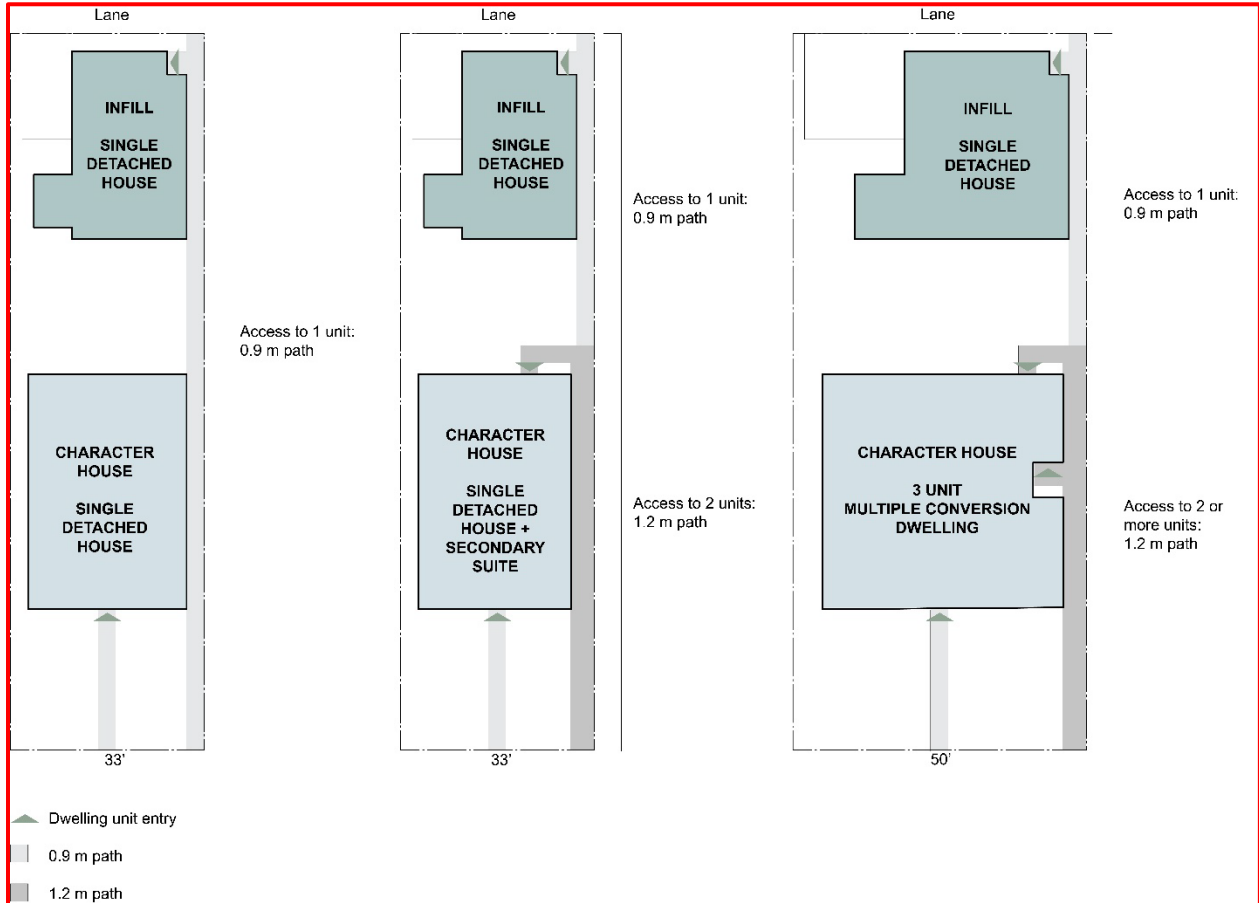 Lane
INFILL
SINGLE
DETACHED
HOUSE
Access to 1 unit:
0.9 m path
CHARACTER
HOUSE
SINGLE
DETACHED
HOUSE
33'
Lane
INFILL
SINGLE
DETACHED
HOUSE
Access to 1 unit:
0.9 m path
CHARACTER
HOUSE
SINGLE
DETACHED
HOUSE +
SECONDARY
SUITE
Access to 2 units:
1.2 m path
33'
Lane
INFILL
SINGLE
DETACHED
HOUSE
Access to 1 unit:
0.9 m path
CHARACTER HOUSE
3 UNIT
MULTIPLE CONVERSION
DWELLING
Access to 2 or
more units:
1.2 m path
50'
Dwelling unit entry
0.9 m path
1.2 m path